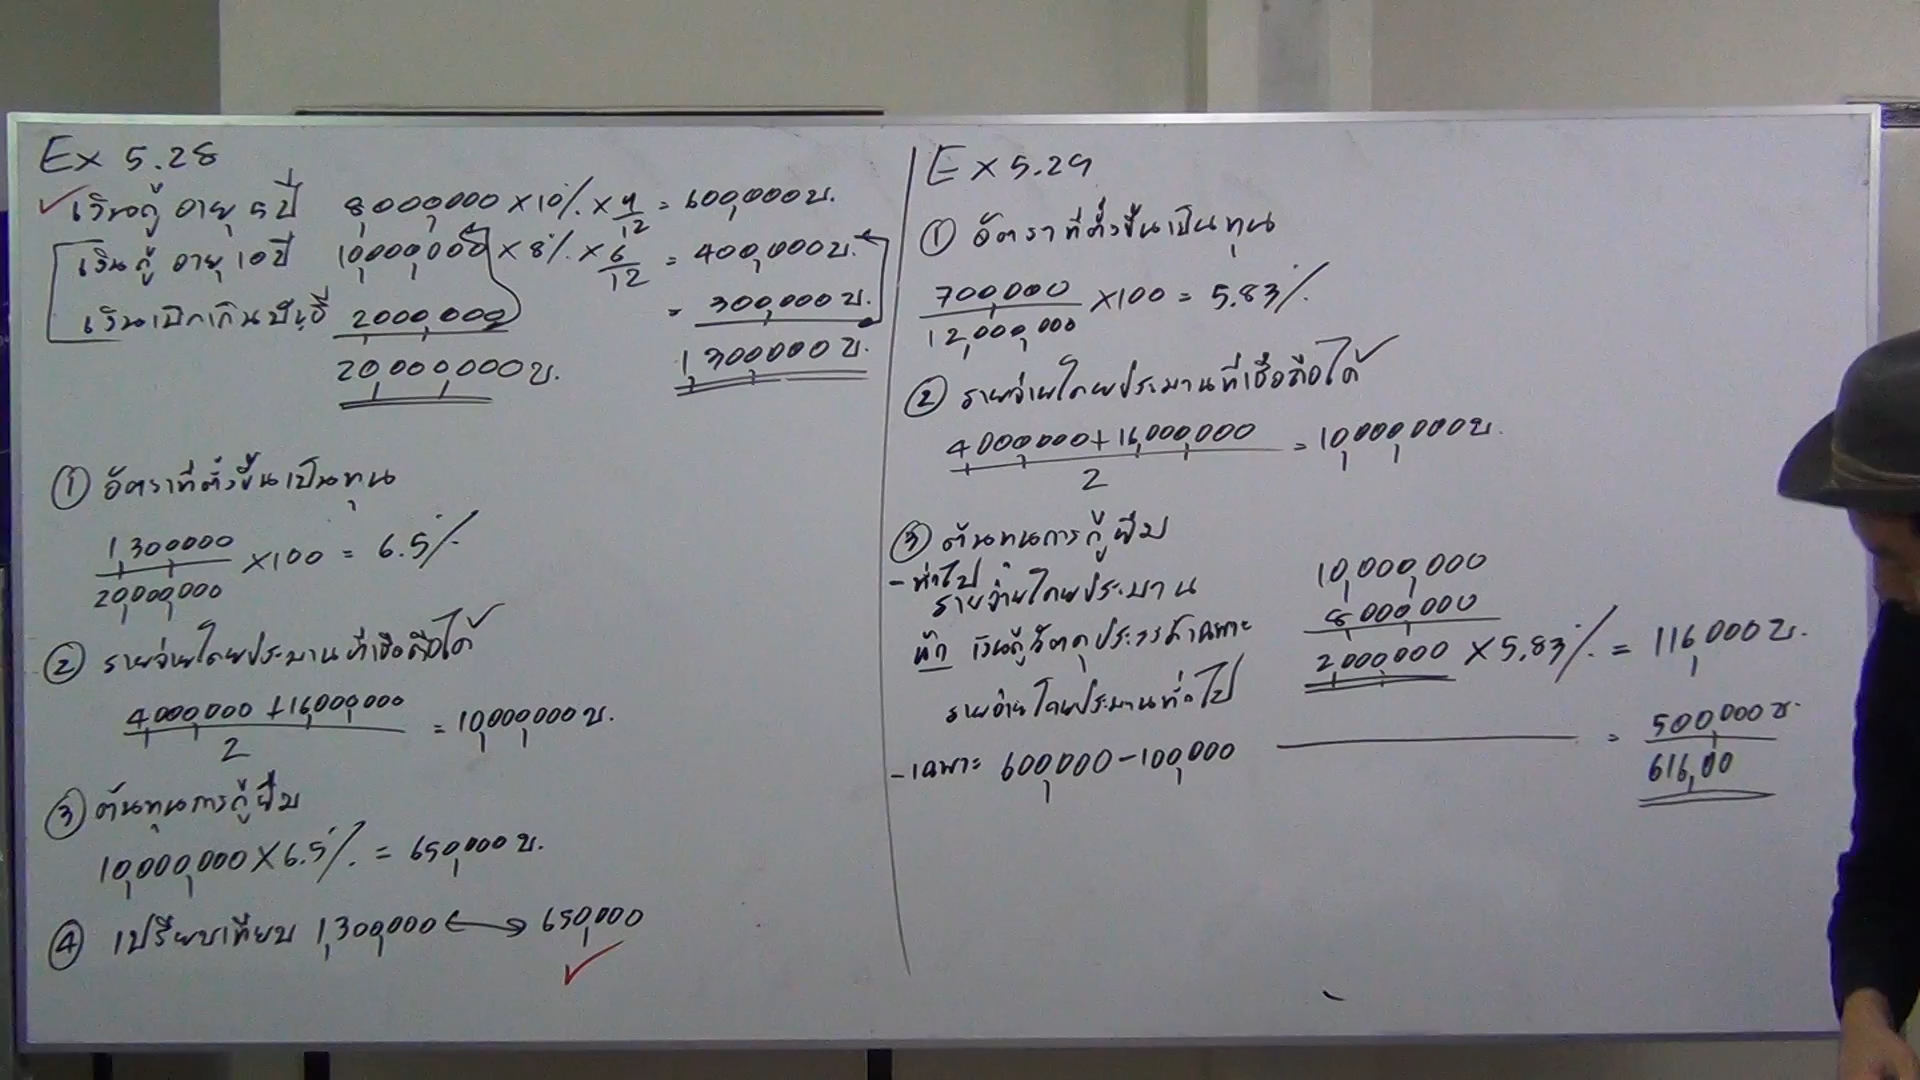 Ex 5.28
✓ เงินกู้ อายุ 5 ปี 8,000,000 × 10% × 9/12 = 600,000 บ.
เงินกู้ อายุ 10 ปี 10,000,000 × 8% × 6/12 = 400,000 บ.
เงินเบิกเกินบัญชี 2,000,000 = 300,000 บ.
20,000,000 บ. 1,300,000 บ.
① อัตราที่ตั้งขึ้นเป็นทุน
1,300,000 / 20,000,000 × 100 = 6.5%
② รายจ่ายโดยประมาณที่เชื่อถือได้
4,000,000 + 16,000,000 / 2 = 10,000,000 บ.
③ ต้นทุนการกู้ยืม
10,000,000 × 6.5% = 650,000 บ.
④ เปรียบเทียบ 1,300,000 ↔ 650,000
✓
Ex 5.29
① อัตราที่ตั้งขึ้นเป็นทุน
700,000 / 12,000,000 × 100 = 5.83%
② รายจ่ายโดยประมาณที่เชื่อถือได้
4,000,000 + 16,000,000 / 2 = 10,000,000 บ.
③ ต้นทุนการกู้ยืม
- ทั่วไป
รายจ่ายโดยประมาณ 10,000,000
หัก เงินกู้วัตถุประสงค์เฉพาะ 8,000,000
รายจ่ายโดยประมาณทั่วไป 2,000,000 × 5.83% = 116,000 บ.
- เฉพาะ 600,000 - 100,000 = 500,000 บ.
616,00